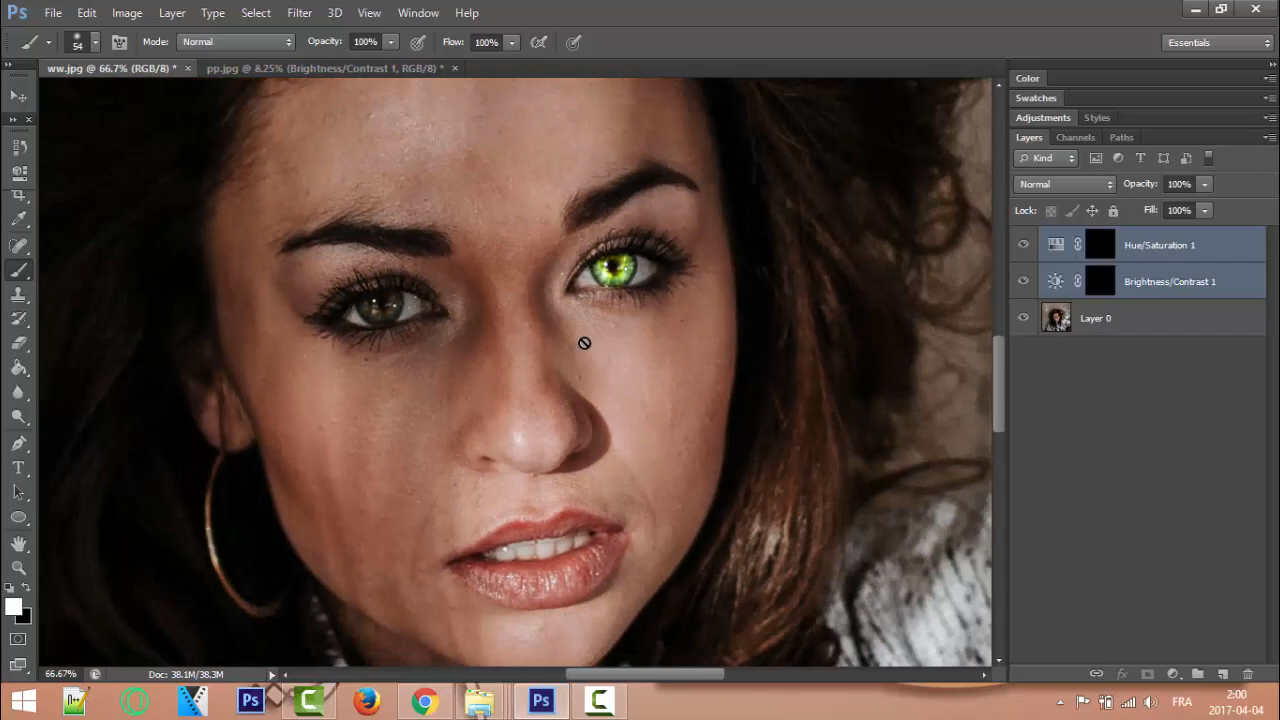 Ps File Edit Image Layer Type Select Filter 3D View Window Help
54 Mode: Normal Opacity: 100% Flow: 100% Essentials
ww.jpg @ 66.7% (RGB/8) * × pp.jpg @ 8.25% (Brightness/Contrast 1, RGB/8) * ×
Color
Swatches
Adjustments Styles
Layers Channels Paths
Kind
Normal Opacity: 100%
Lock: Fill: 100%
Hue/Saturation 1
Brightness/Contrast 1
Layer 0
66.67% Doc: 38.1M/38.3M
Ps Ps FR 2:00
2017-04-04